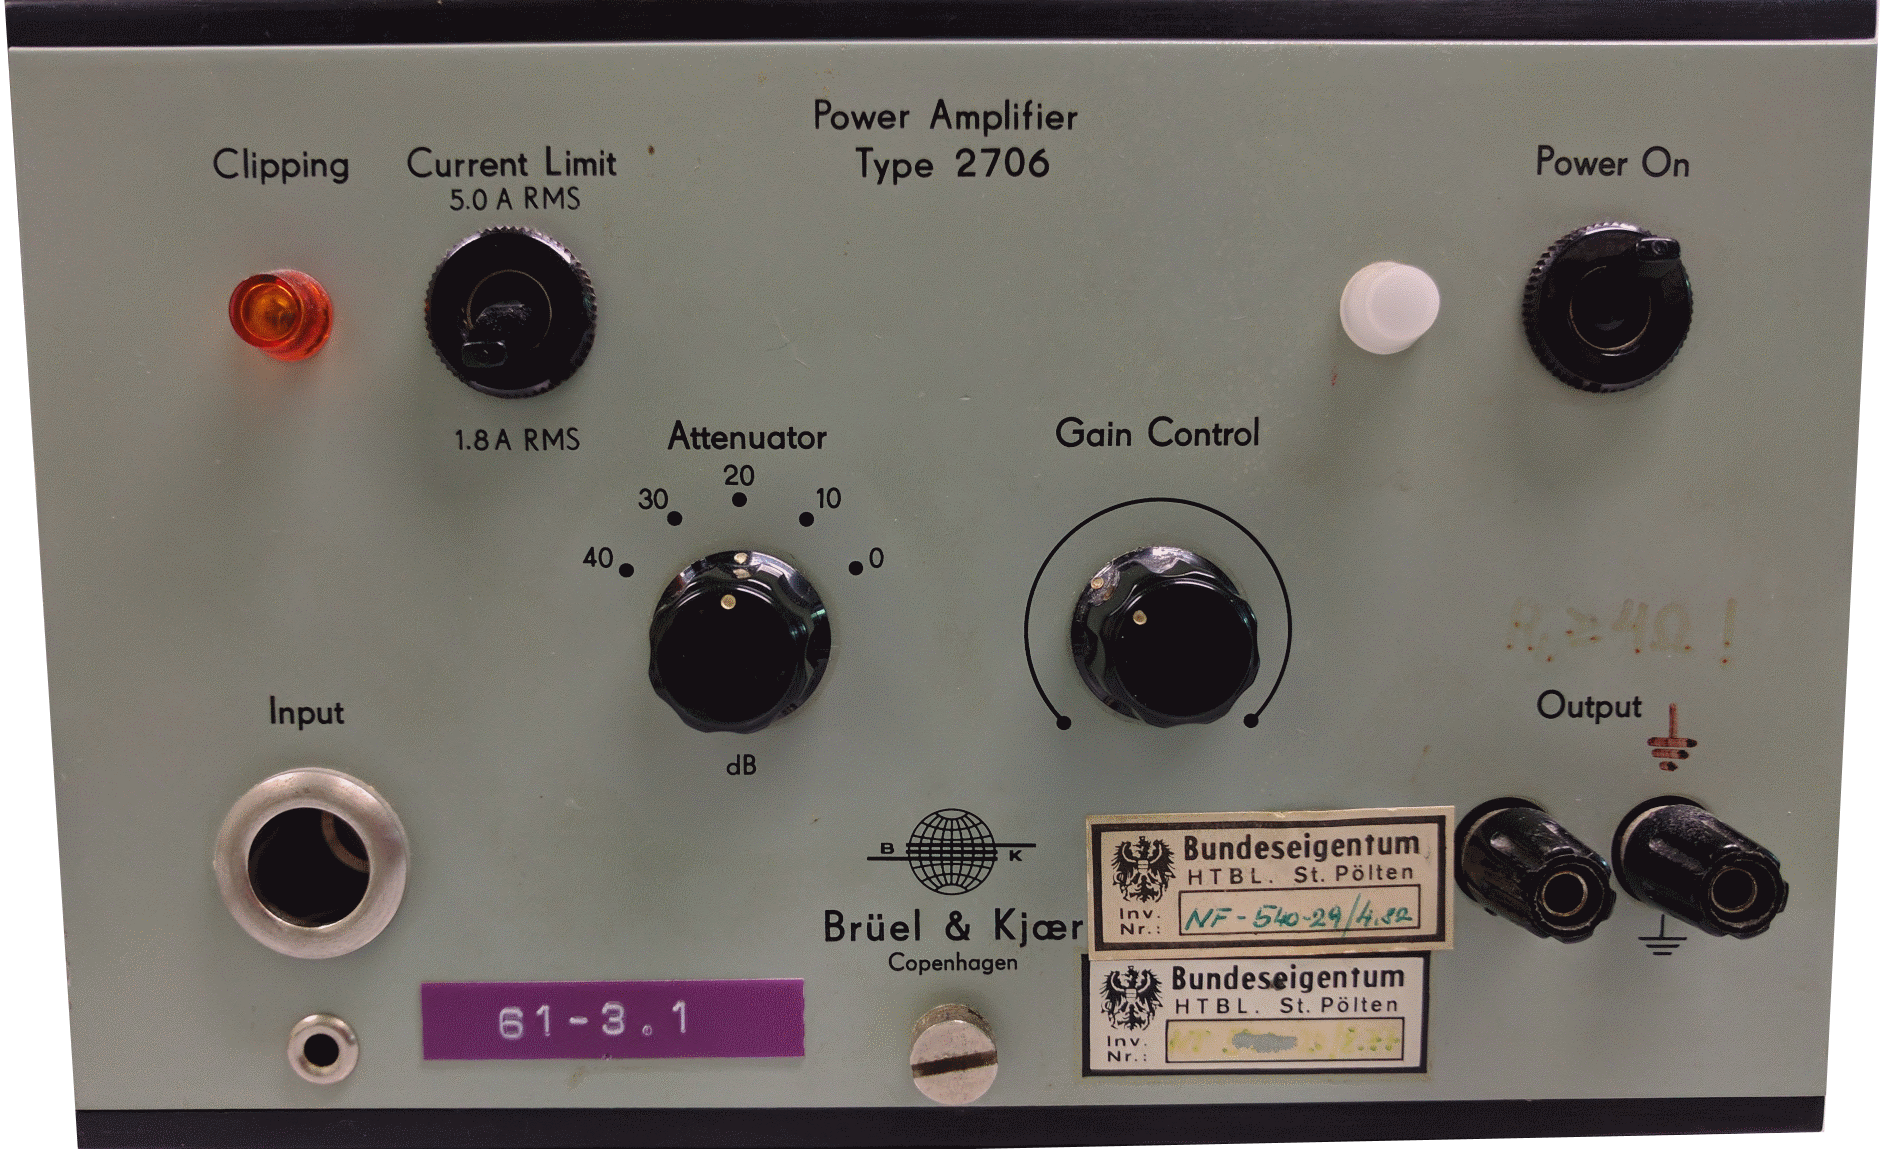 Power Amplifier
Type 2706
Clipping
Current Limit
5.0 A RMS
1.8 A RMS
Power On
Attenuator
40
30
20
10
0
dB
Gain Control
Input
Output
B K
Brüel & Kjær
Copenhagen
61-3.1
Bundeseigentum
HTBL. St. Pölten
Inv.
Nr.: NF-540-29/4.82
Bundeseigentum
HTBL. St. Pölten
Inv.
Nr.: